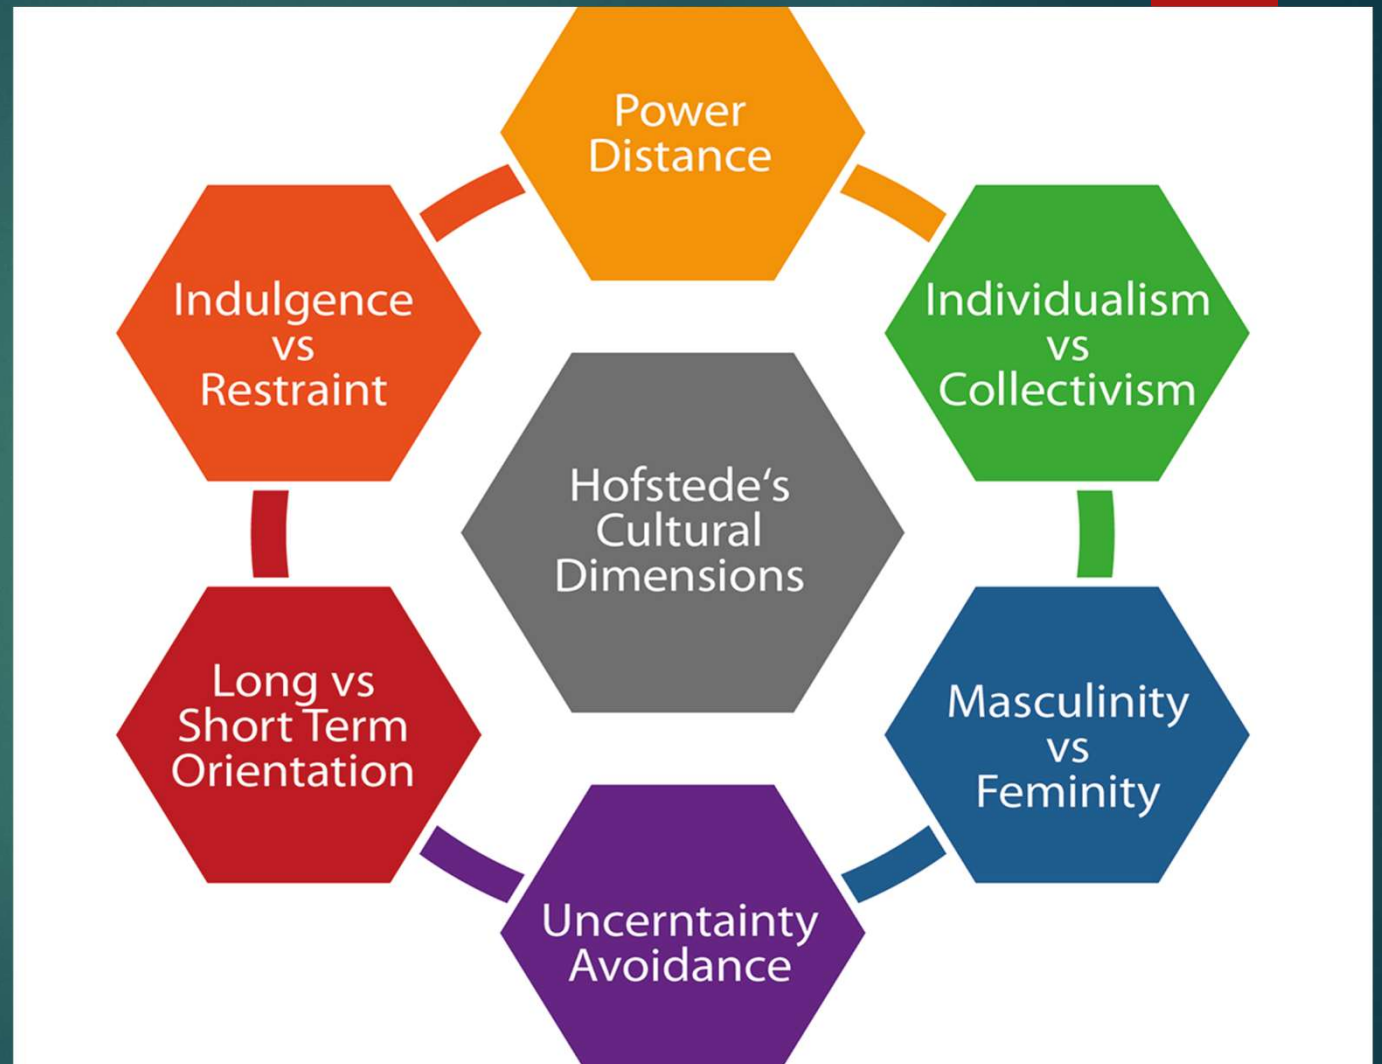 Power
Distance
Individualism
vs
Collectivism
Masculinity
vs
Feminity
Uncerntainty
Avoidance
Long vs
Short Term
Orientation
Indulgence
vs
Restraint
Hofstede‘s
Cultural
Dimensions